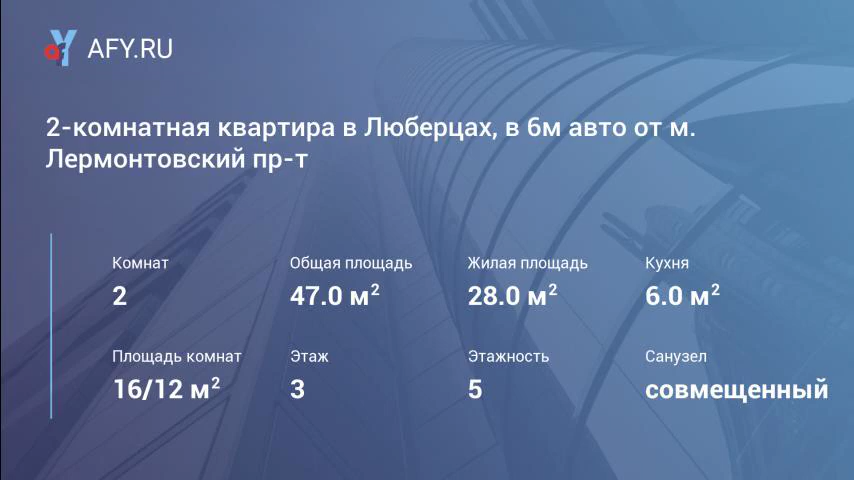 AFY.RU
2-комнатная квартира в Люберцах, в 6м авто от м.
Лермонтовский пр-т
Комнат
2
Общая площадь
47.0 м²
Жилая площадь
28.0 м²
Кухня
6.0 м²
Площадь комнат
16/12 м²
Этаж
3
Этажность
5
Санузел
совмещенный